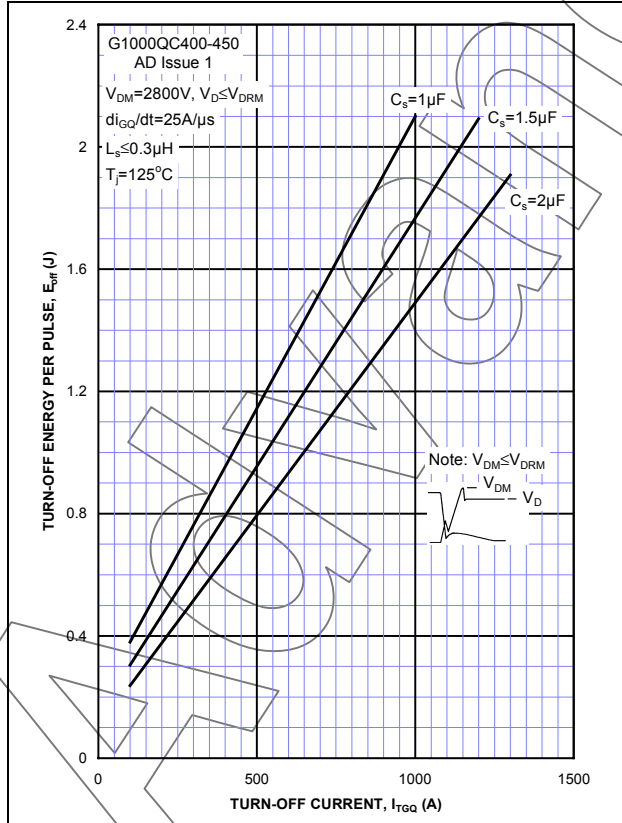 G1000QC400-450
AD Issue 1
V_DM=2800V, V_D≤V_DRM
di_GQ/dt=25A/µs
L_s≤0.3µH
T_j=125°C
C_s=1µF
C_s=1.5µF
C_s=2µF
Note: V_DM≤V_DRM
V_DM
V_D
TURN-OFF ENERGY PER PULSE, E_off (J)
2.4
2
1.6
1.2
0.8
0.4
0
0 500 1000 1500
TURN-OFF CURRENT, I_TGQ (A)